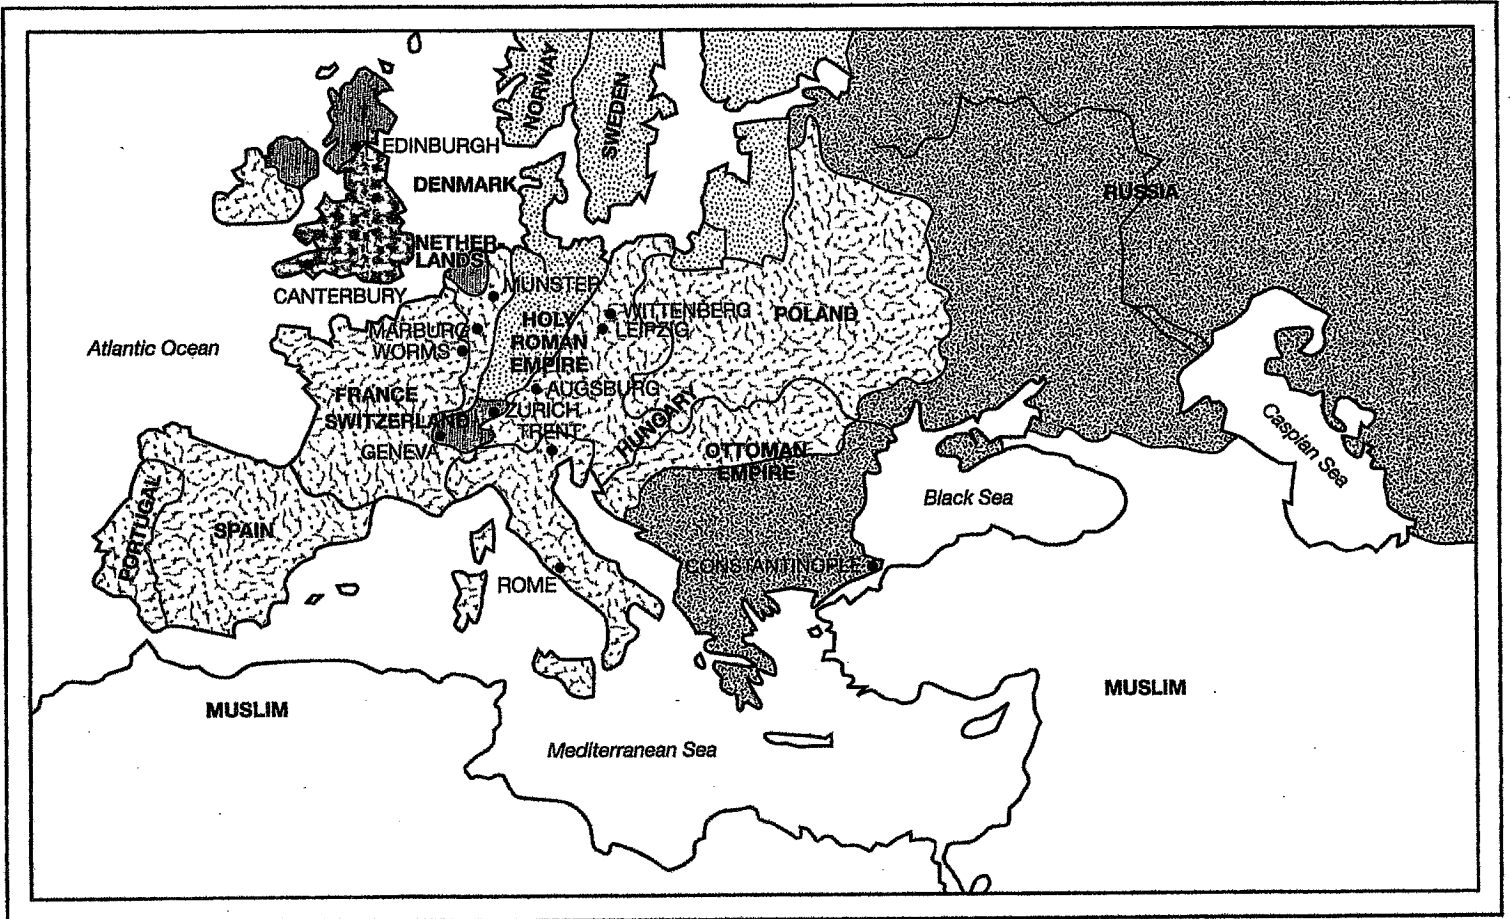 NORWAY
SWEDEN
EDINBURGH
DENMARK
RUSSIA
NETHER-
LANDS
MUNSTER
CANTERBURY
WITTENBERG
HOLY
ROMAN
EMPIRE
POLAND
MARBURG
LEIPZIG
Atlantic Ocean
WORMS
AUGSBURG
FRANCE
ZURICH
SWITZERLAND
TRENT
HUNGARY
GENEVA
OTTOMAN
EMPIRE
Caspian Sea
Black Sea
PORTUGAL
SPAIN
CONSTANTINOPLE
ROME
MUSLIM
MUSLIM
Mediterranean Sea